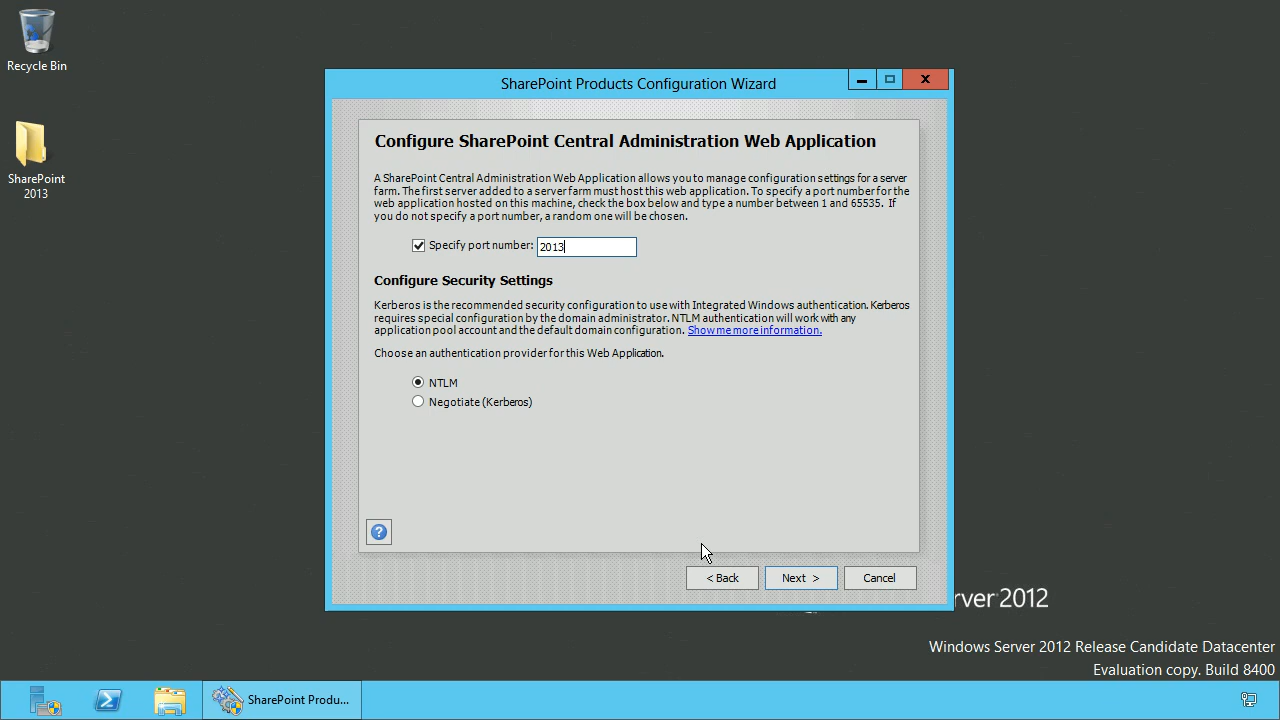 Recycle Bin
SharePoint
2013
SharePoint Products Configuration Wizard
Configure SharePoint Central Administration Web Application
A SharePoint Central Administration Web Application allows you to manage configuration settings for a server
farm. The first server added to a server farm must host this web application. To specify a port number for the
web application hosted on this machine, check the box below and type a number between 1 and 65535. If
you do not specify a port number, a random one will be chosen.
Specify port number: 2013
Configure Security Settings
Kerberos is the recommended security configuration to use with Integrated Windows authentication. Kerberos
requires special configuration by the domain administrator. NTLM authentication will work with any
application pool account and the default domain configuration. Show me more information.
Choose an authentication provider for this Web Application.
NTLM
Negotiate (Kerberos)
?
< Back Next > Cancel
rver 2012
Windows Server 2012 Release Candidate Datacenter
Evaluation copy. Build 8400
SharePoint Produ...